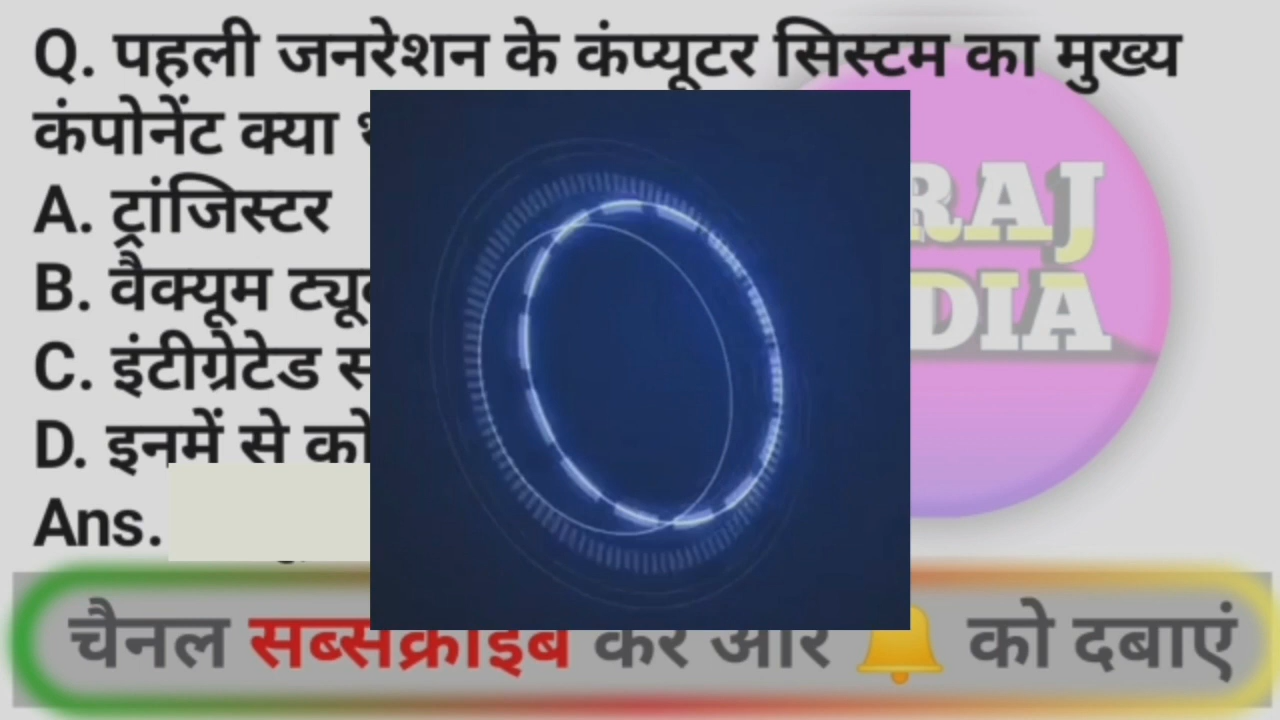 Q. पहली जनरेशन के कंप्यूटर सिस्टम का मुख्य
कंपोनेंट क्या
A. ट्रांजिस्टर
B. वैक्यूम
C. इंटीग्रेटेड
D. इनमें से
Ans.
RAJ
DIA
चैनल सब्सक्राइब करें और 🔔 को दबाएं